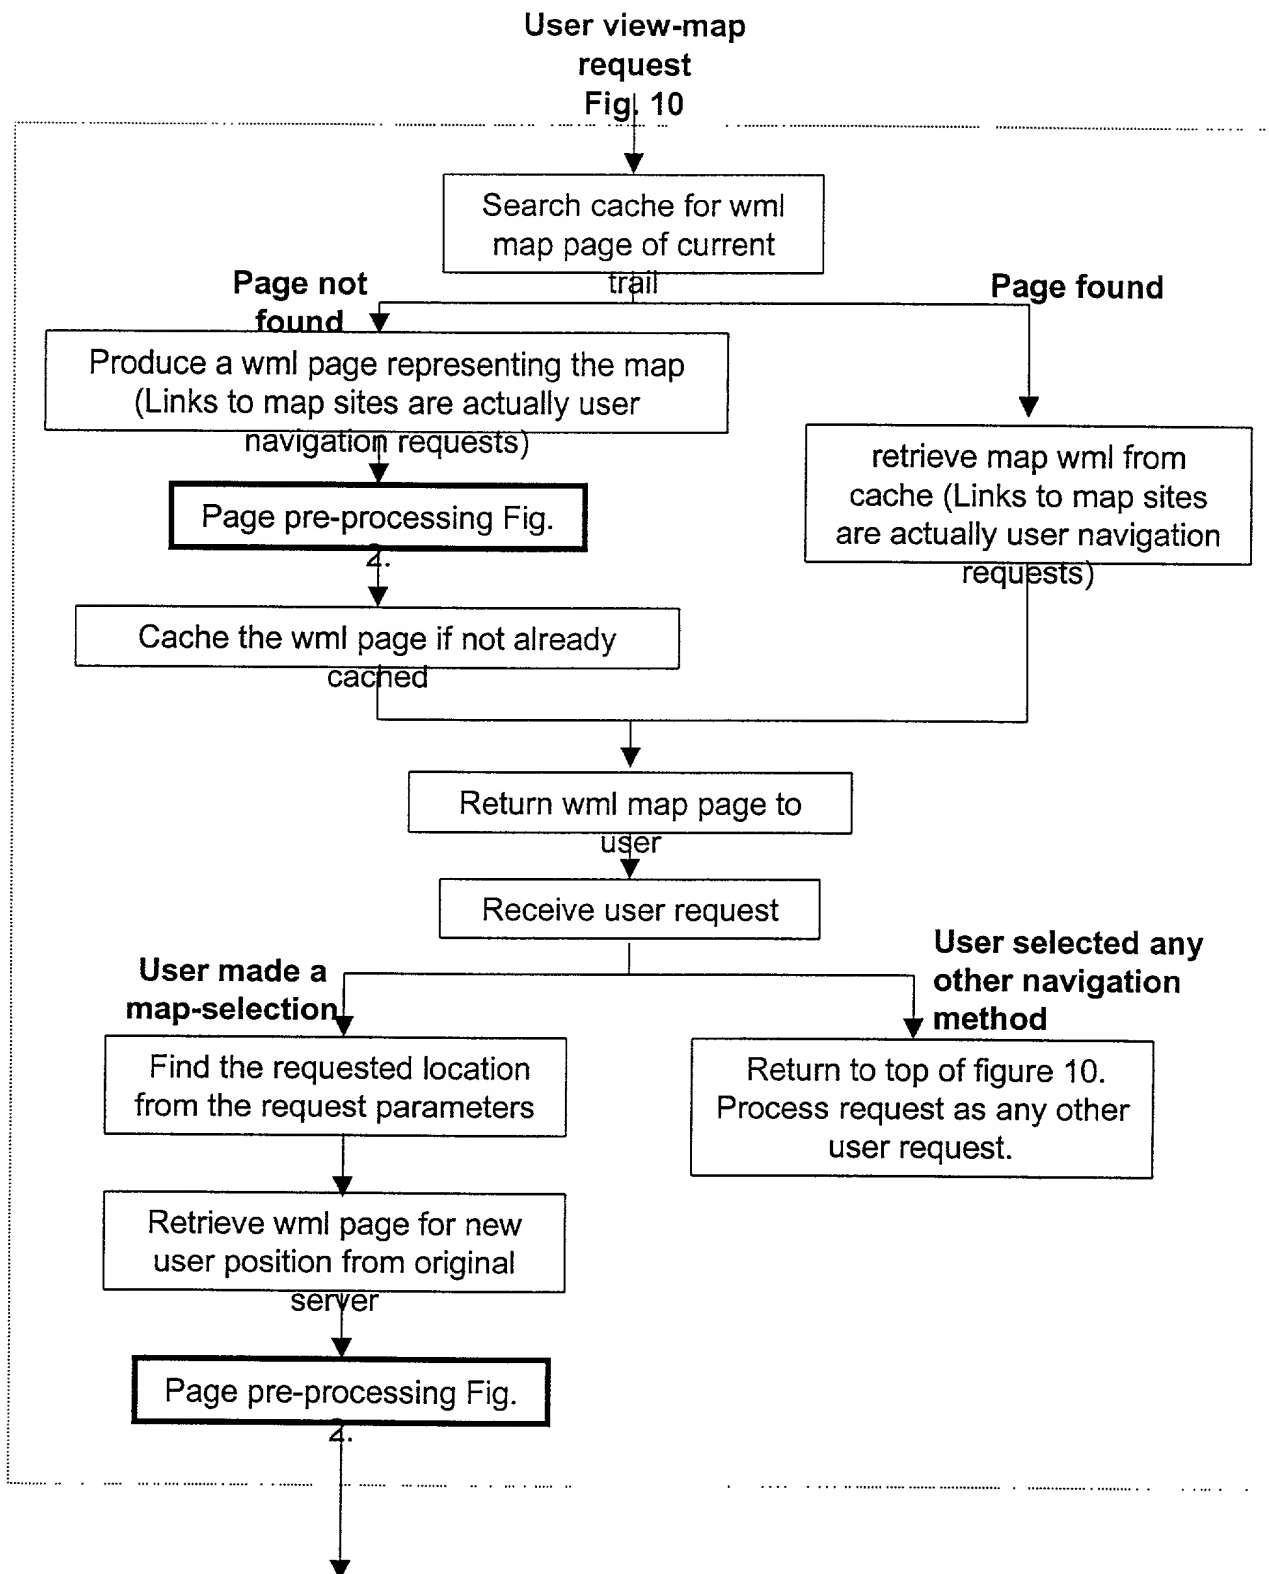 User view-map
request
Fig. 10
Search cache for wml
map page of current
trail
Page not
found
Page found
Produce a wml page representing the map
(Links to map sites are actually user
navigation requests)
retrieve map wml from
cache (Links to map sites
are actually user navigation
requests)
Page pre-processing Fig.
2.
Cache the wml page if not already
cached
Return wml map page to
user
Receive user request
User made a
map-selection
User selected any
other navigation
method
Find the requested location
from the request parameters
Return to top of figure 10.
Process request as any other
user request.
Retrieve wml page for new
user position from original
server
Page pre-processing Fig.
2.